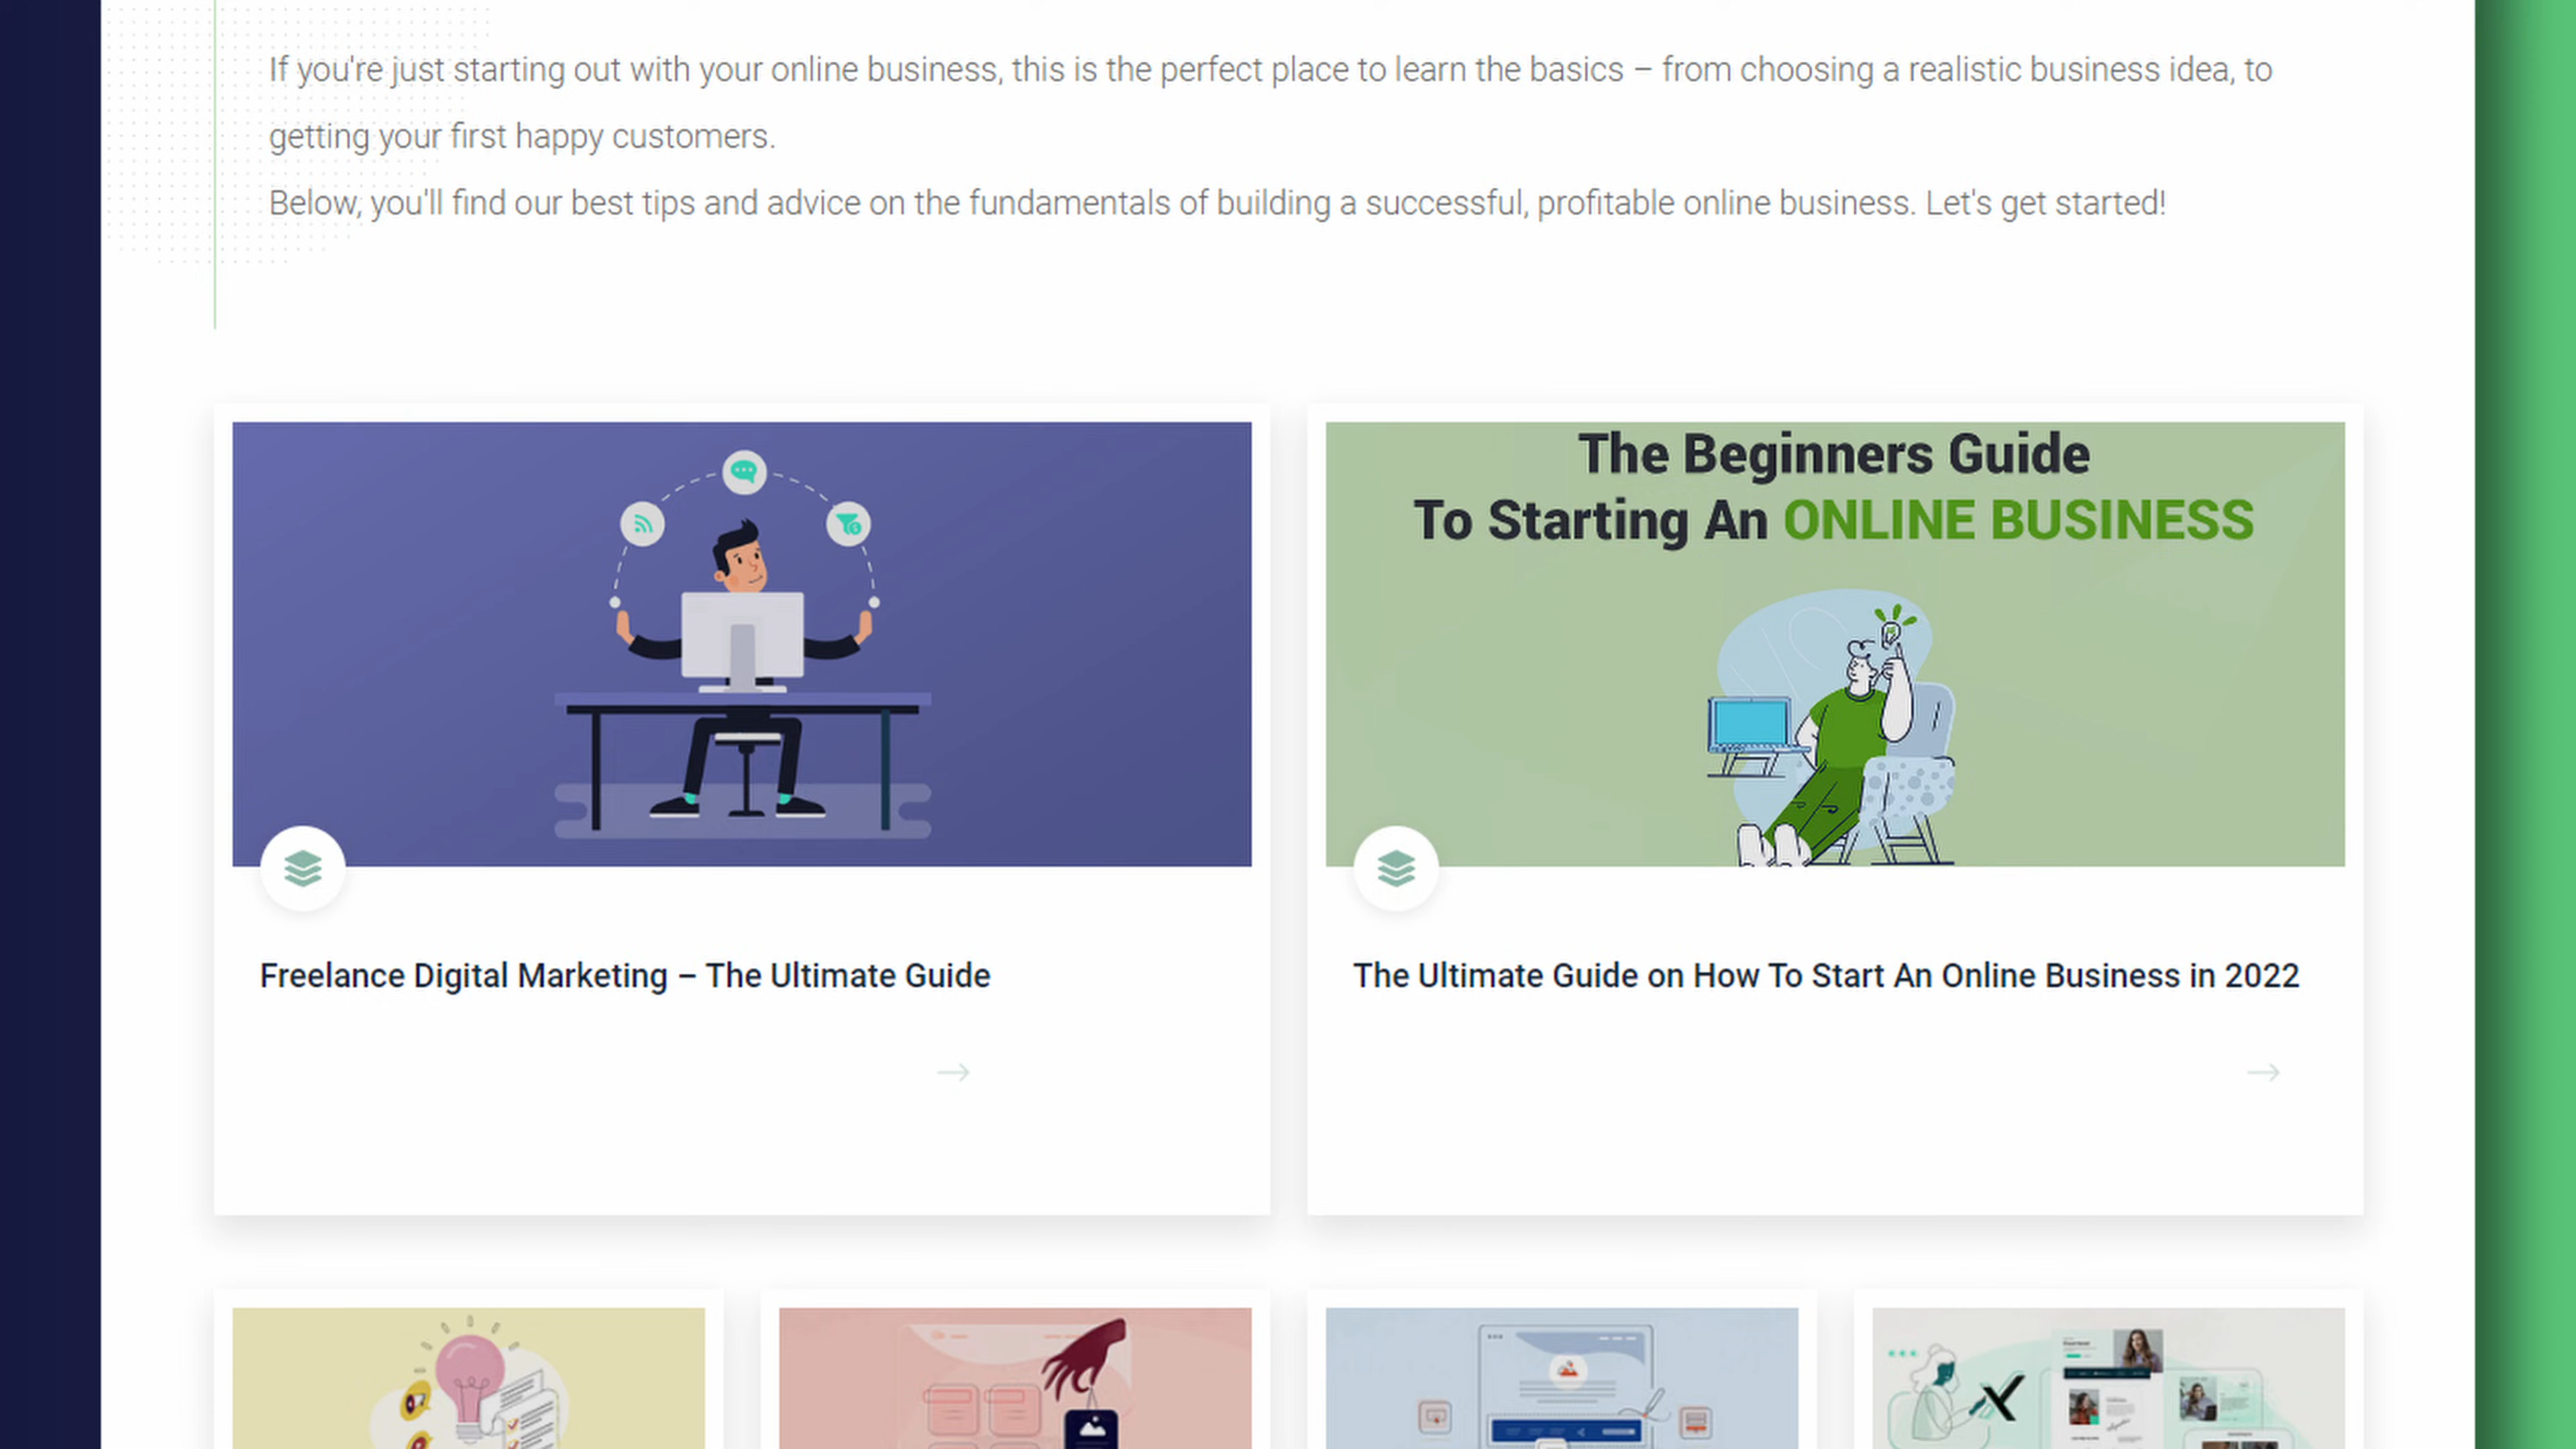 If you're just starting out with your online business, this is the perfect place to learn the basics – from choosing a realistic business idea, to
getting your first happy customers.
Below, you'll find our best tips and advice on the fundamentals of building a successful, profitable online business. Let's get started!
The Beginners Guide
To Starting An ONLINE BUSINESS
Freelance Digital Marketing – The Ultimate Guide
The Ultimate Guide on How To Start An Online Business in 2022